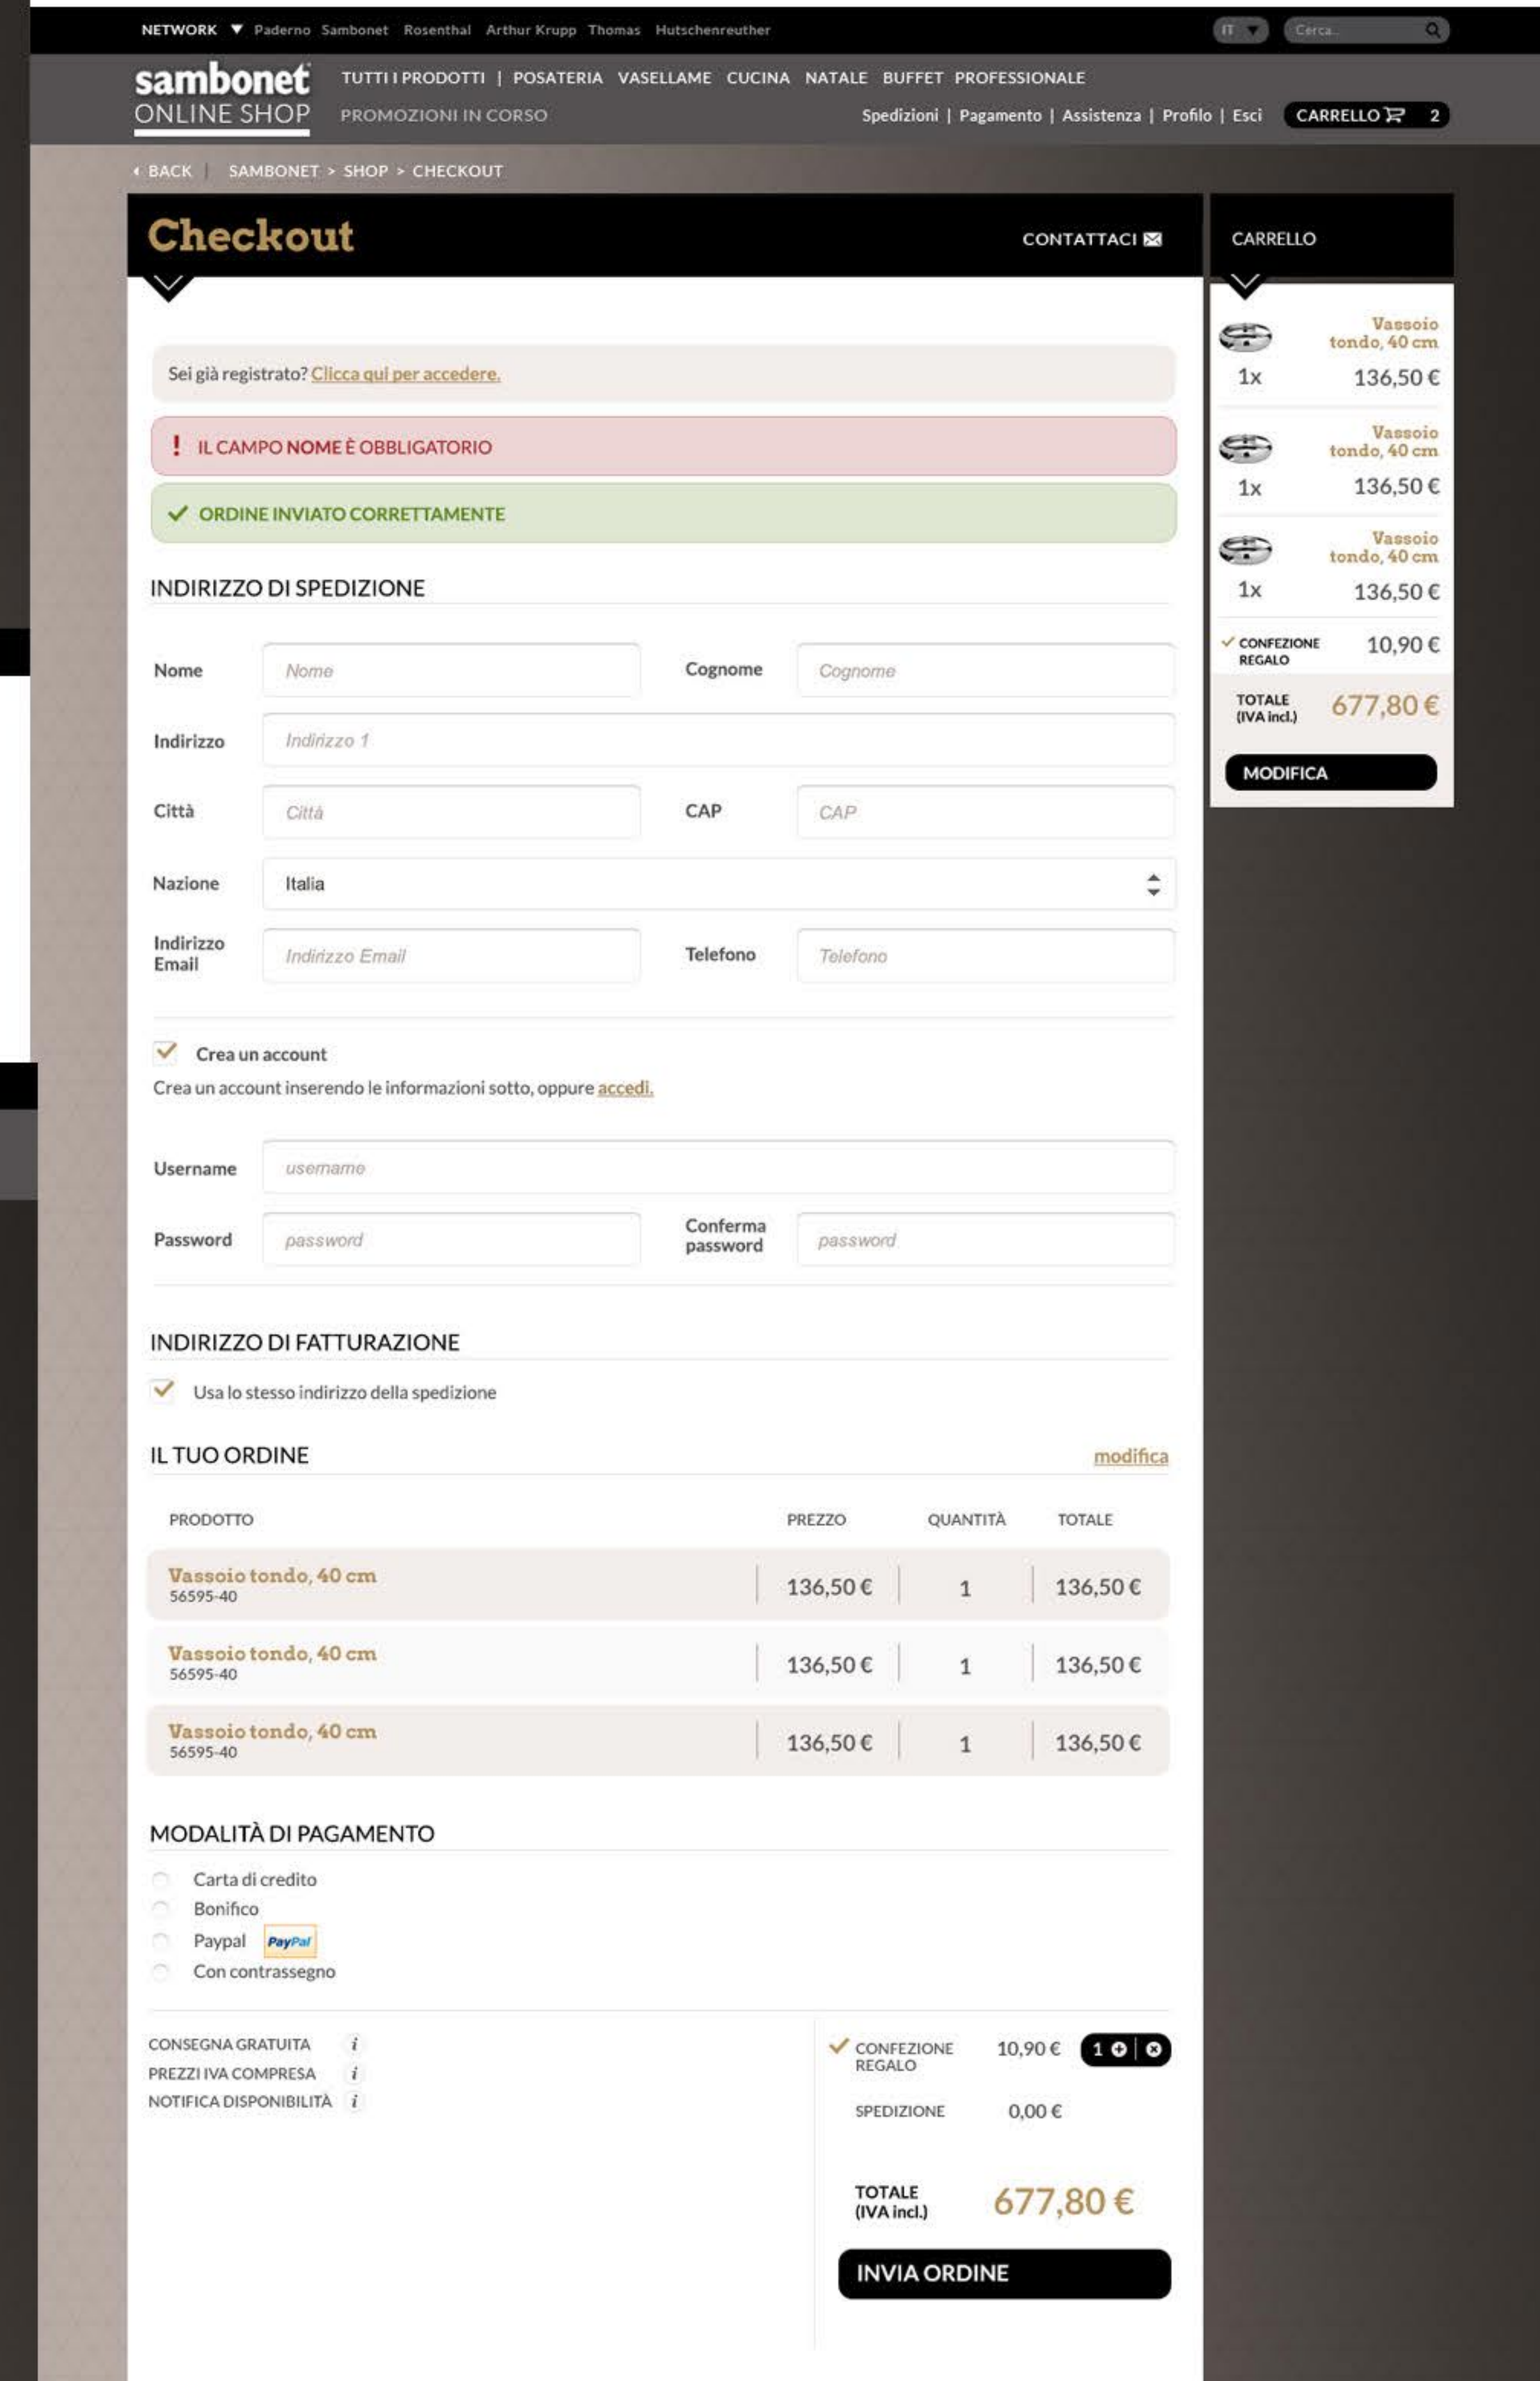 NETWORK ▼ Paderno Sambonet Rosenthal Arthur Krupp Thomas Hutschenreuther
IT ▼ Cerca...
sambonet
ONLINE SHOP
TUTTI I PRODOTTI | POSATERIA VASELLAME CUCINA NATALE BUFFET PROFESSIONALE
PROMOZIONI IN CORSO
Spedizioni | Pagamento | Assistenza | Profilo | Esci CARRELLO 2
BACK | SAMBONET > SHOP > CHECKOUT
Checkout
CONTATTACI
Sei già registrato? Clicca qui per accedere.
! IL CAMPO NOME È OBBLIGATORIO
ORDINE INVIATO CORRETTAMENTE
INDIRIZZO DI SPEDIZIONE
Nome Nome Cognome Cognome
Indirizzo Indirizzo 1
Città Città CAP CAP
Nazione Italia
Indirizzo
Email Indirizzo Email Telefono Telefono
Crea un account
Crea un account inserendo le informazioni sotto, oppure accedi.
Username username
Password password Conferma
password password
INDIRIZZO DI FATTURAZIONE
Usa lo stesso indirizzo della spedizione
IL TUO ORDINE modifica
PRODOTTO PREZZO QUANTITÀ TOTALE
Vassoio tondo, 40 cm
56595-40
136,50 € 1 136,50 €
Vassoio tondo, 40 cm
56595-40
136,50 € 1 136,50 €
Vassoio tondo, 40 cm
56595-40
136,50 € 1 136,50 €
MODALITÀ DI PAGAMENTO
Carta di credito
Bonifico
Paypal PayPal
Con contrassegno
CONSEGNA GRATUITA i
PREZZI IVA COMPRESA i
NOTIFICA DISPONIBILITÀ i
CONFEZIONE
REGALO
10,90 € 1
SPEDIZIONE 0,00 €
TOTALE
(IVA incl.)
677,80 €
INVIA ORDINE
CARRELLO
Vassoio
tondo, 40 cm
1x 136,50 €
Vassoio
tondo, 40 cm
1x 136,50 €
Vassoio
tondo, 40 cm
1x 136,50 €
CONFEZIONE
REGALO
10,90 €
TOTALE
(IVA incl.)
677,80 €
MODIFICA